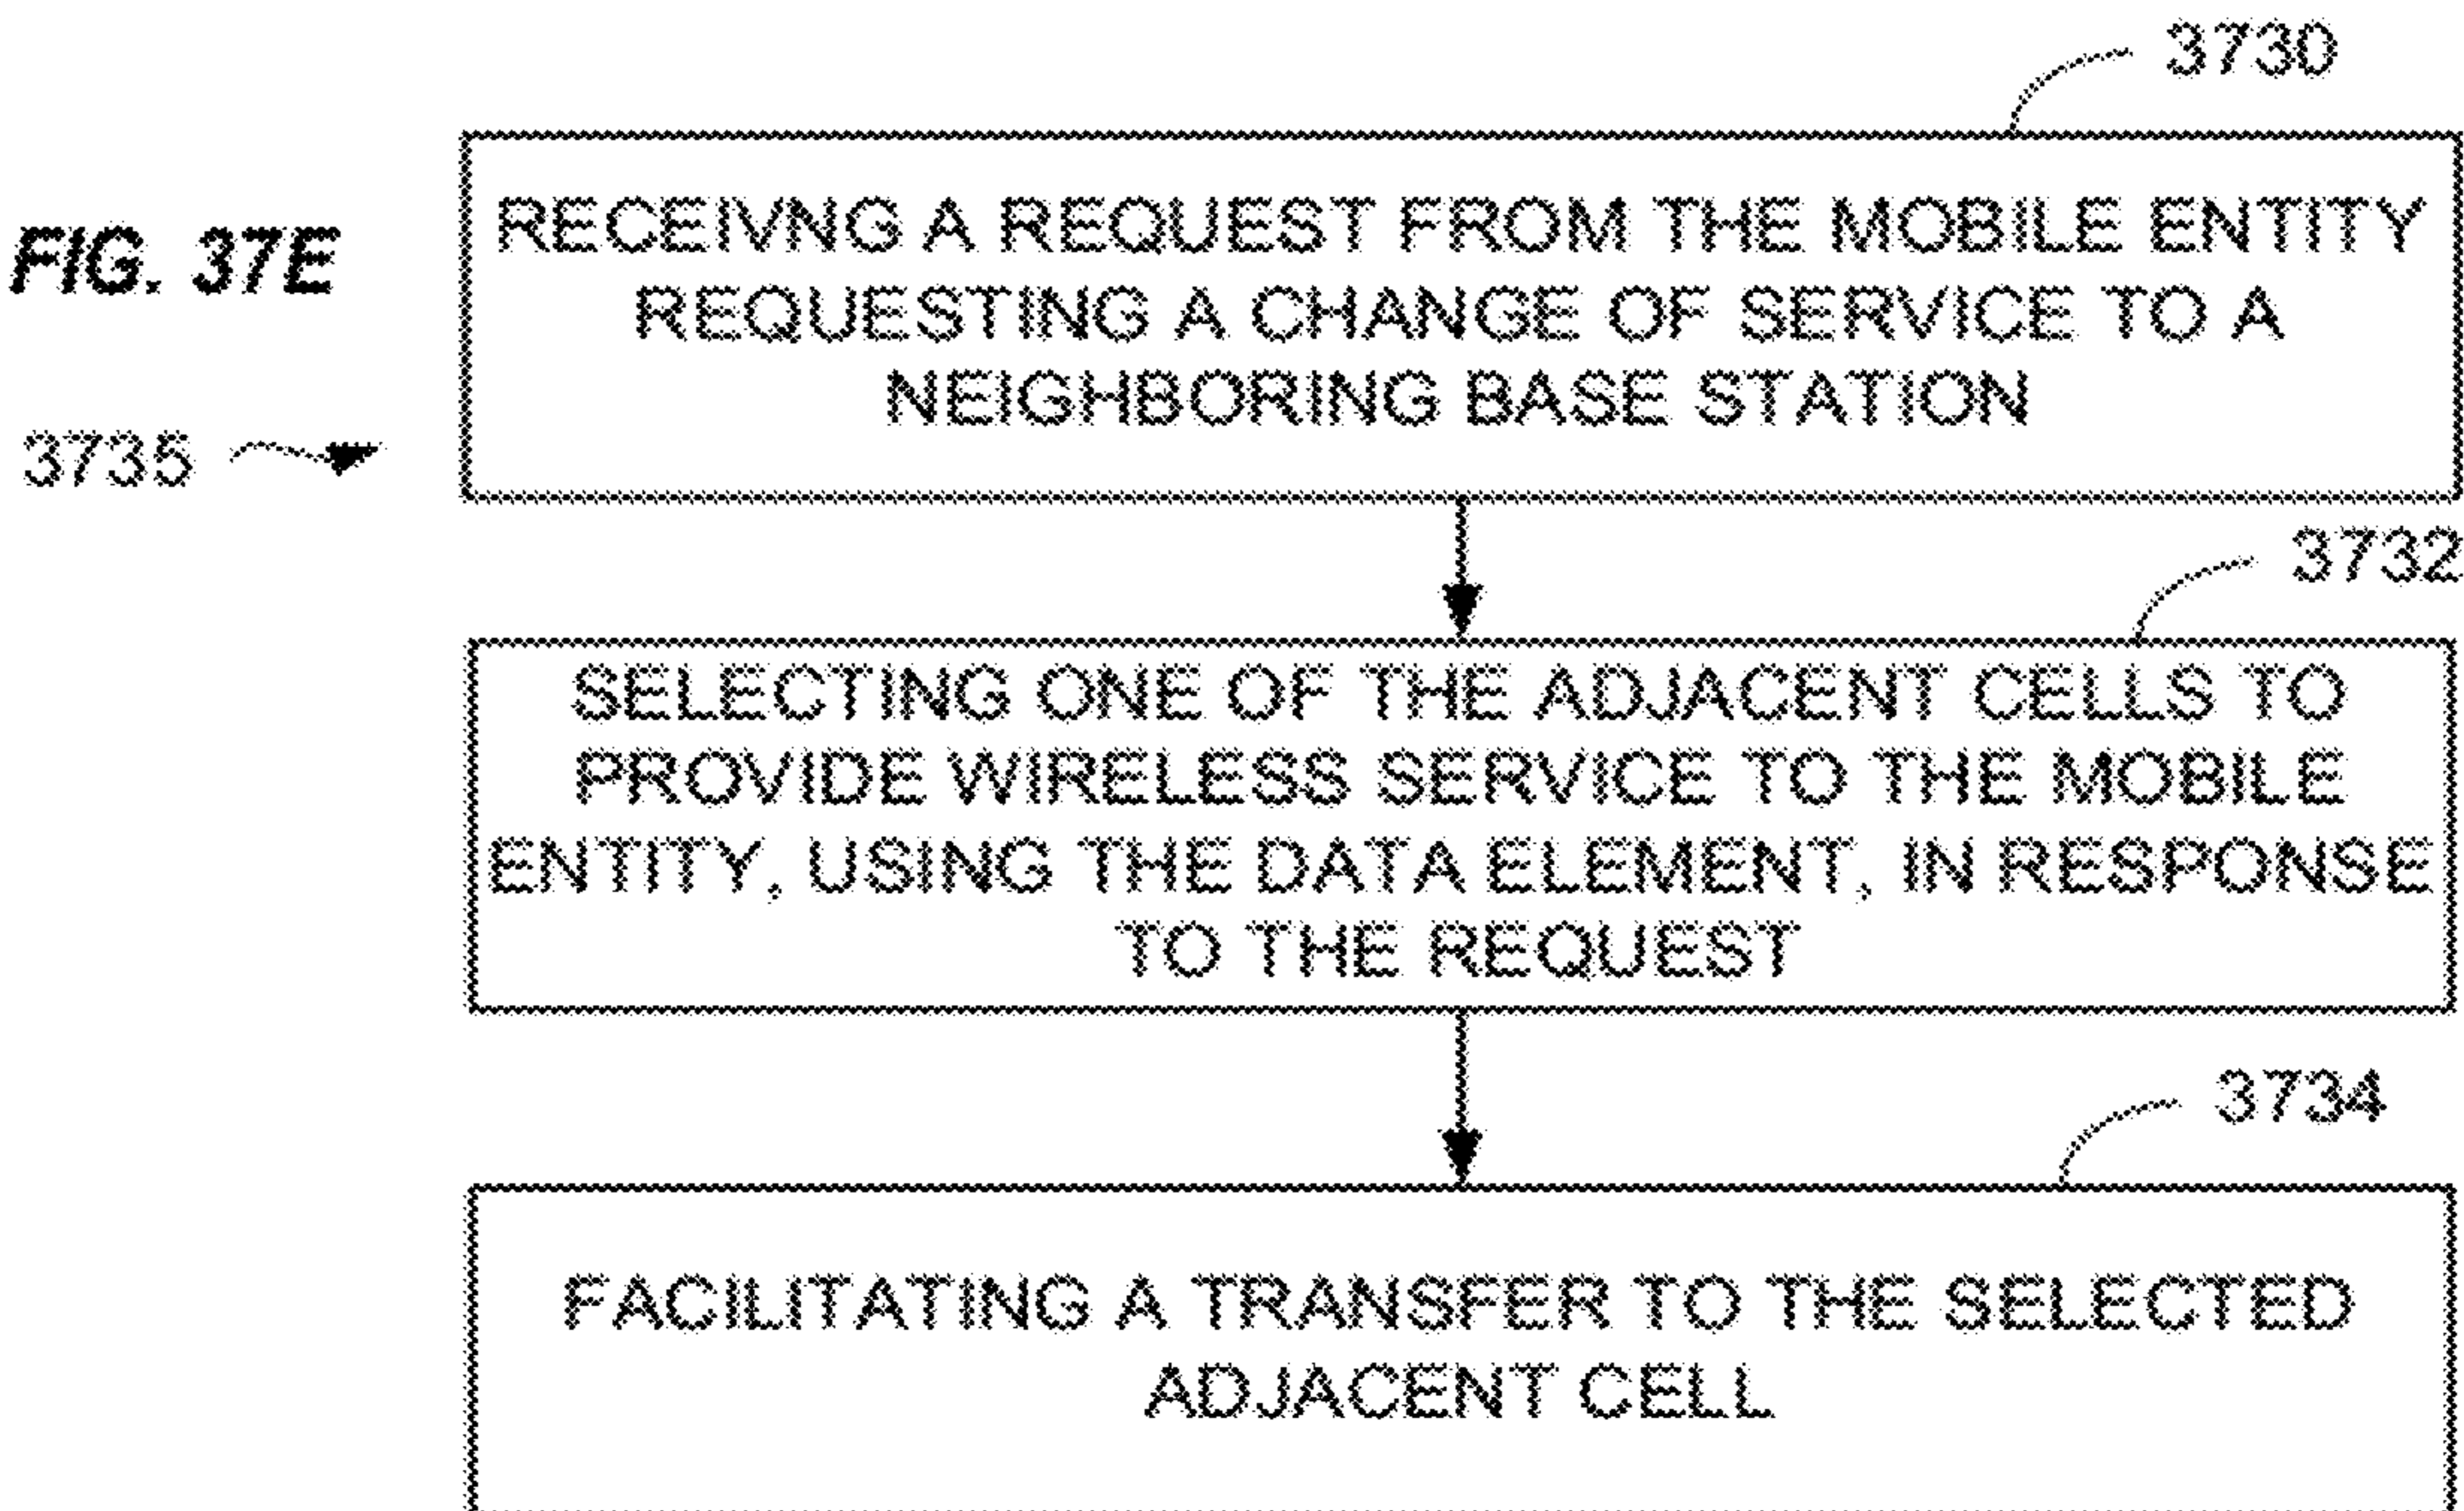 3730
FIG. 37E
RECEIVNG A REQUEST FROM THE MOBILE ENTITY
REQUESTING A CHANGE OF SERVICE TO A
NEIGHBORING BASE STATION
3735
3732
SELECTING ONE OF THE ADJACENT CELLS TO
PROVIDE WIRELESS SERVICE TO THE MOBILE
ENTITY, USING THE DATA ELEMENT, IN RESPONSE
TO THE REQUEST
3734
FACILITATING A TRANSFER TO THE SELECTED
ADJACENT CELL